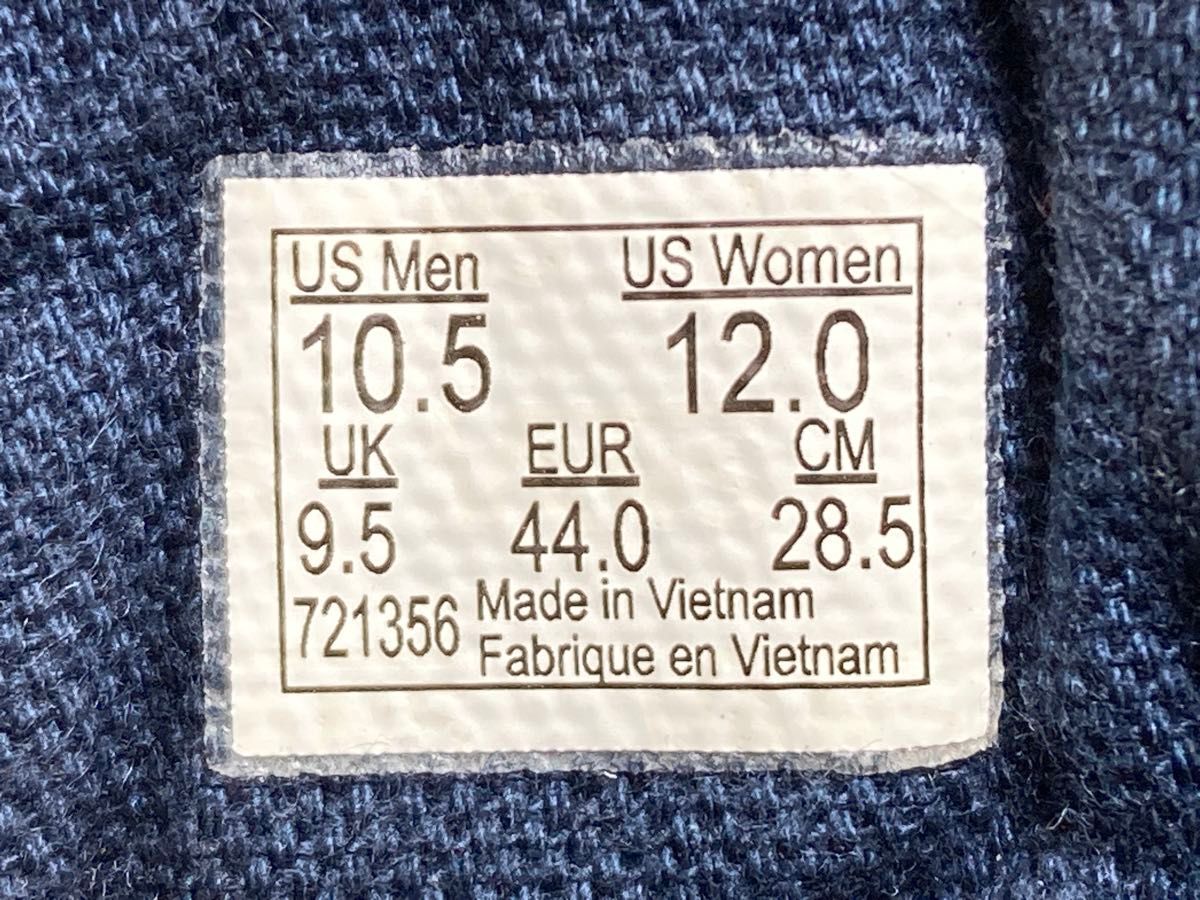 US Men US Women
10.5 12.0
UK EUR CM
9.5 44.0 28.5
721356 Made in Vietnam
Fabrique en Vietnam